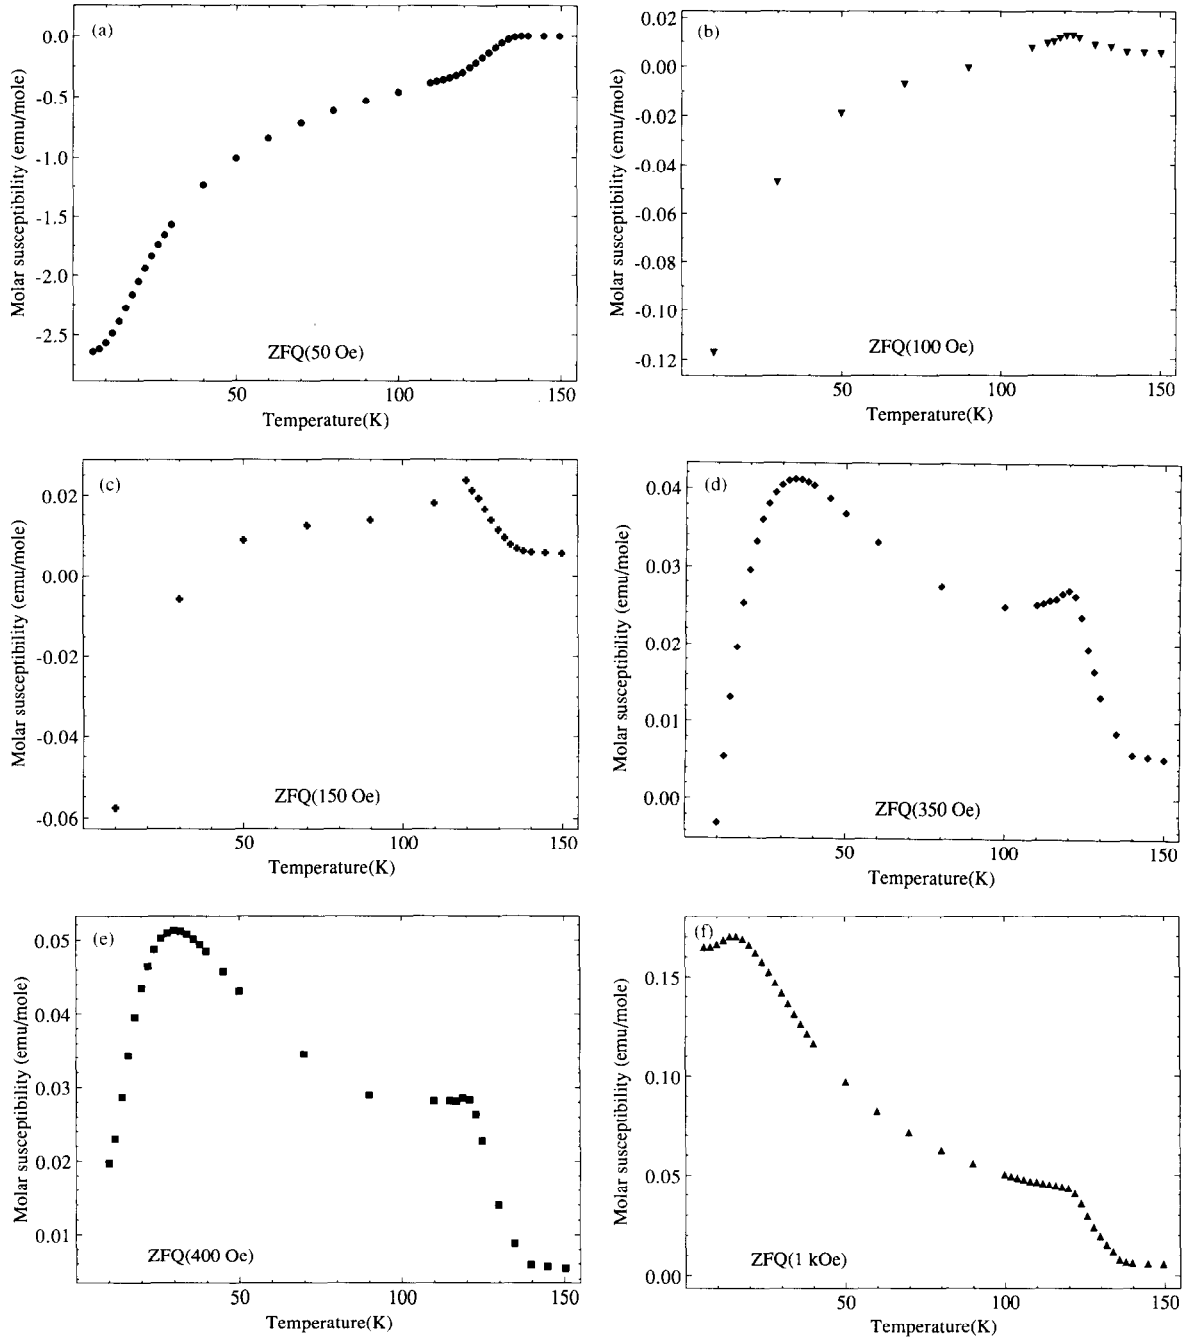 (a)
Molar susceptibility (emu/mole)
0.0
-0.5
-1.0
-1.5
-2.0
-2.5
ZFQ(50 Oe)
50
100
150
Temperature(K)
(b)
Molar susceptibility (emu/mole)
0.02
0.00
-0.02
-0.04
-0.06
-0.08
-0.10
-0.12
ZFQ(100 Oe)
50
100
150
Temperature(K)
(c)
Molar susceptibility (emu/mole)
0.02
0.00
-0.02
-0.04
-0.06
ZFQ(150 Oe)
50
100
150
Temperature(K)
(d)
Molar susceptibility (emu/mole)
0.04
0.03
0.02
0.01
0.00
ZFQ(350 Oe)
50
100
150
Temperature(K)
(e)
Molar susceptibility (emu/mole)
0.05
0.04
0.03
0.02
0.01
ZFQ(400 Oe)
50
100
150
Temperature(K)
(f)
Molar susceptibility (emu/mole)
0.15
0.10
0.05
0.00
ZFQ(1 kOe)
50
100
150
Temperature(K)